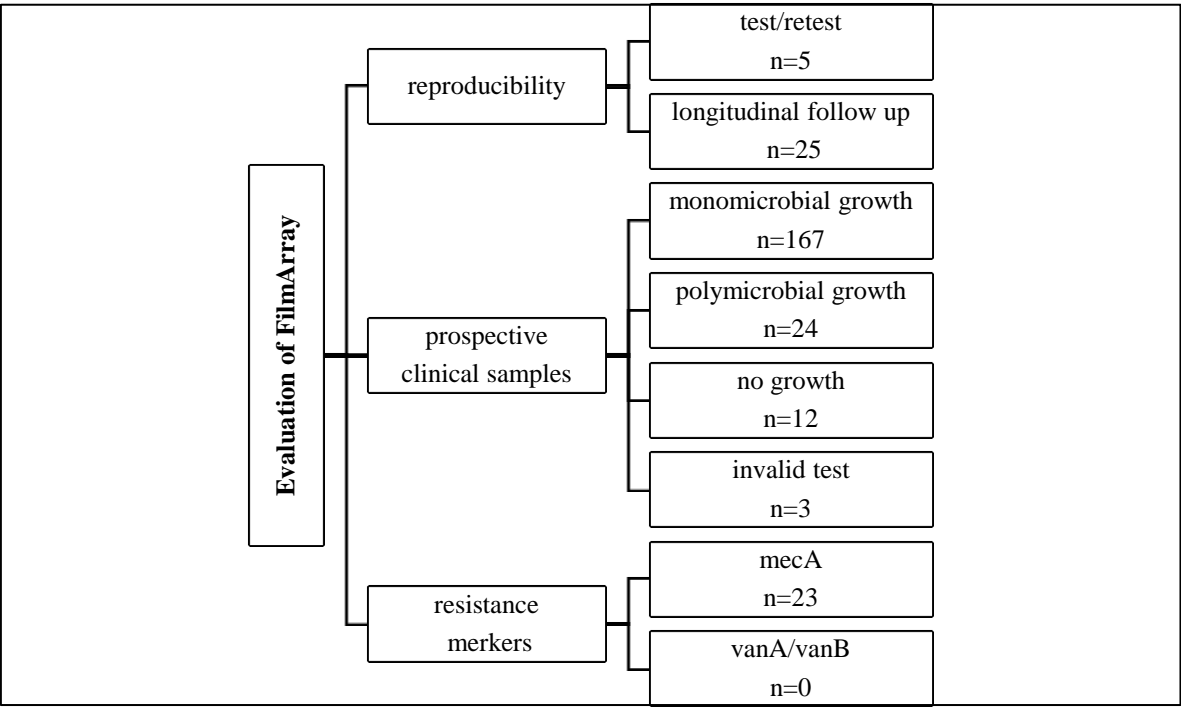 Evaluation of FilmArray
reproducibility
test/retest
n=5
longitudinal follow up
n=25
prospective
clinical samples
monomicrobial growth
n=167
polymicrobial growth
n=24
no growth
n=12
invalid test
n=3
resistance
merkers
mecA
n=23
vanA/vanB
n=0